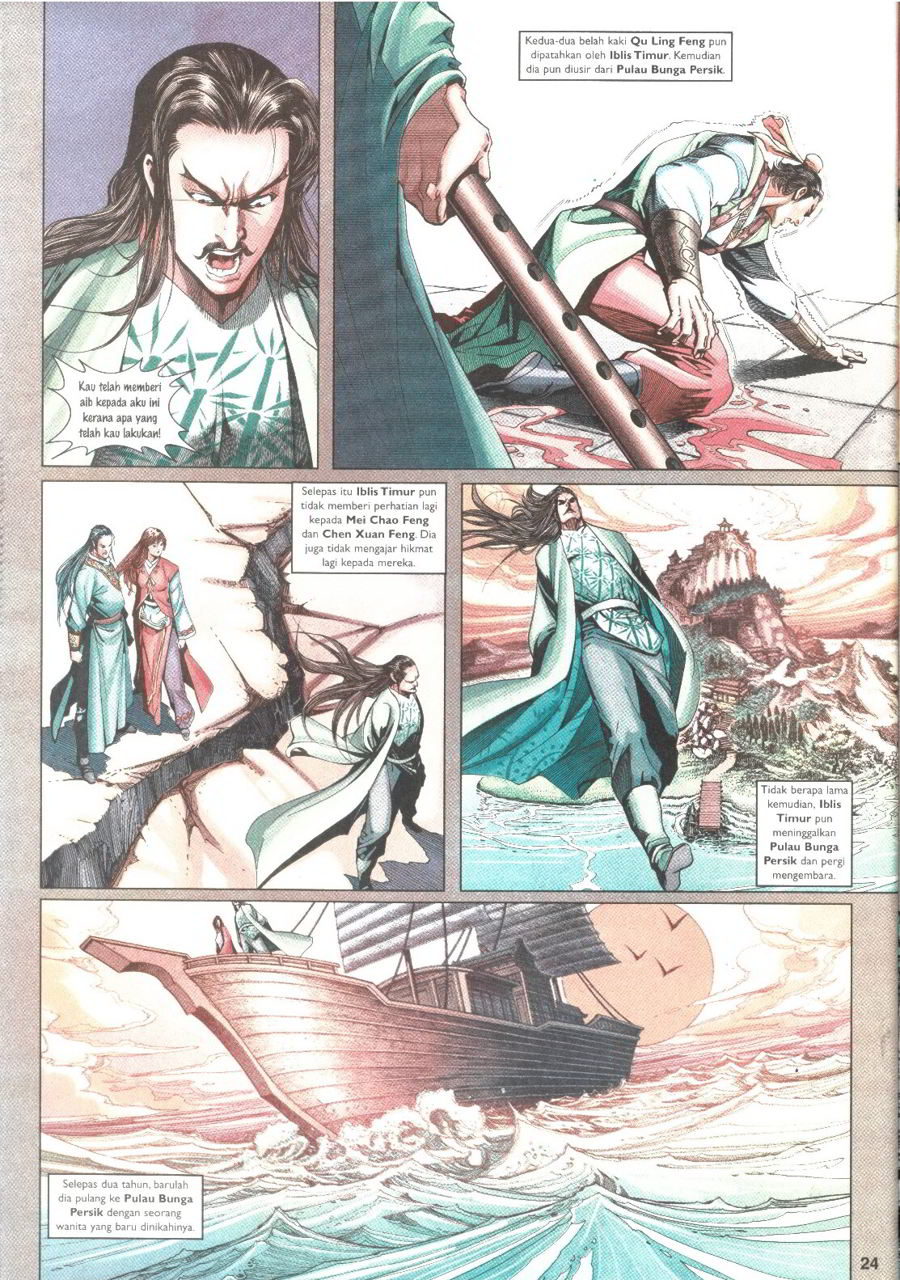 Kau telah memberi
aib kepada aku ini
kerana apa yang
telah kau lakukan!
Kedua-dua belah kaki Qu Ling Feng pun
dipatahkan oleh Iblis Timur. Kemudian
dia pun diusir dari Pulau Bunga Persik.
Selepas itu Iblis Timur pun
tidak memberi perhatian lagi
kepada Mei Chao Feng
dan Chen Xuan Feng. Dia
juga tidak mengajar hikmat
lagi kepada mereka.
Tidak berapa lama
kemudian, Iblis
Timur pun
meninggalkan
Pulau Bunga
Persik dan pergi
mengembara.
Selepas dua tahun, barulah
dia pulang ke Pulau Bunga
Persik dengan seorang
wanita yang baru dinikahinya.
24